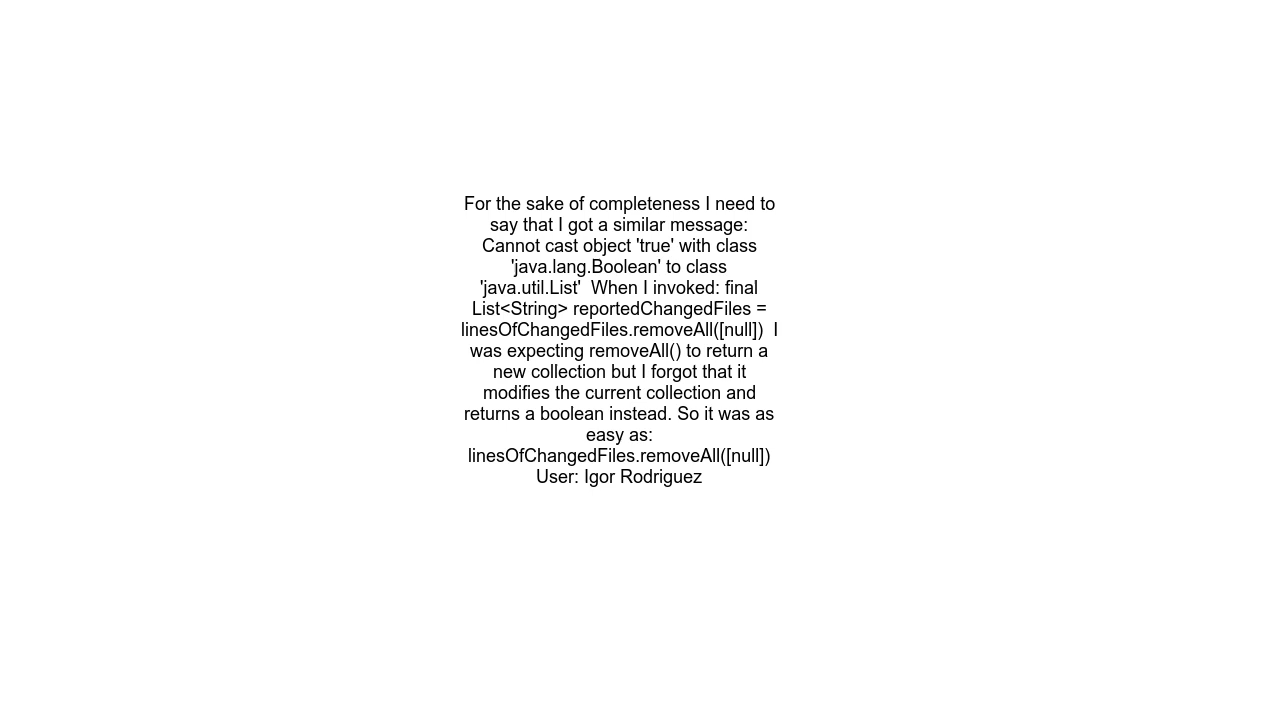 For the sake of completeness I need to
say that I got a similar message:
Cannot cast object 'true' with class
'java.lang.Boolean' to class
'java.util.List'  When I invoked: final
List<String> reportedChangedFiles =
linesOfChangedFiles.removeAll([null])  I
was expecting removeAll() to return a
new collection but I forgot that it
modifies the current collection and
returns a boolean instead. So it was as
easy as:
linesOfChangedFiles.removeAll([null])
User: Igor Rodriguez